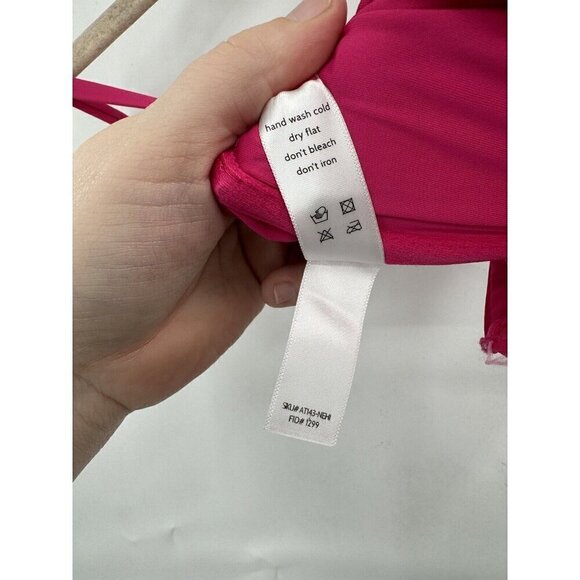 hand wash cold
dry flat
don't bleach
don't iron
SKU# AT143-NEHI
FID# 1299